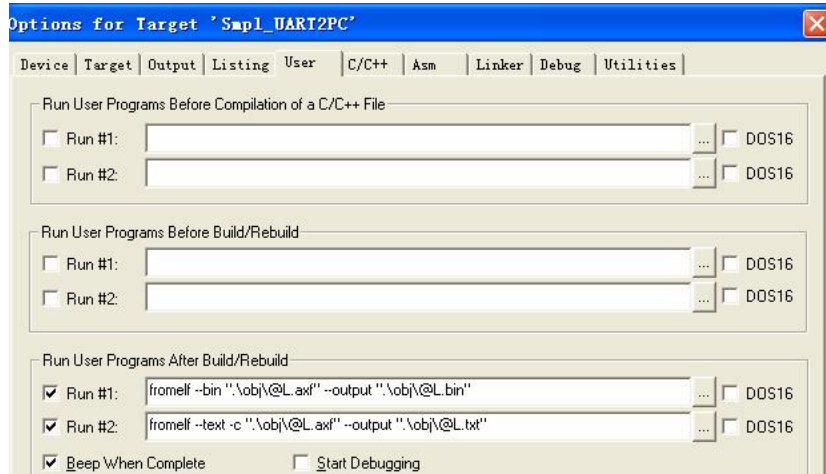 Options for Target 'Smpl_UART2PC'
Device Target Output Listing User C/C++ Asm Linker Debug Utilities
Run User Programs Before Compilation of a C/C++ File
Run #1: ... DOS16
Run #2: ... DOS16
Run User Programs Before Build/Rebuild
Run #1: ... DOS16
Run #2: ... DOS16
Run User Programs After Build/Rebuild
Run #1: fromelf --bin ".\obj\@L.axf" --output ".\obj\@L.bin" ... DOS16
Run #2: fromelf --text -c ".\obj\@L.axf" --output ".\obj\@L.txt" ... DOS16
Beep When Complete Start Debugging